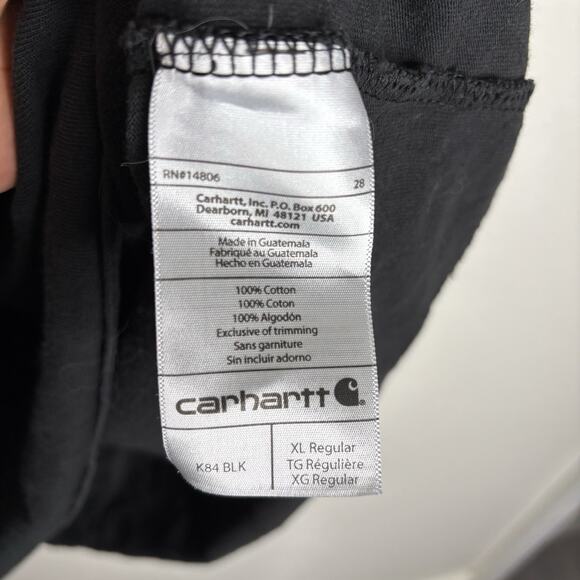 RN#14806 28
Carhartt, Inc. P.O. Box 600
Dearborn, MI 48121 USA
carhartt.com
Made in Guatemala
Fabriqué au Guatemala
Hecho en Guatemala
100% Cotton
100% Coton
100% Algodón
Exclusive of trimming
Sans garniture
Sin incluir adorno
carhartt
K84 BLK
XL Regular
TG Régulière
XG Regular